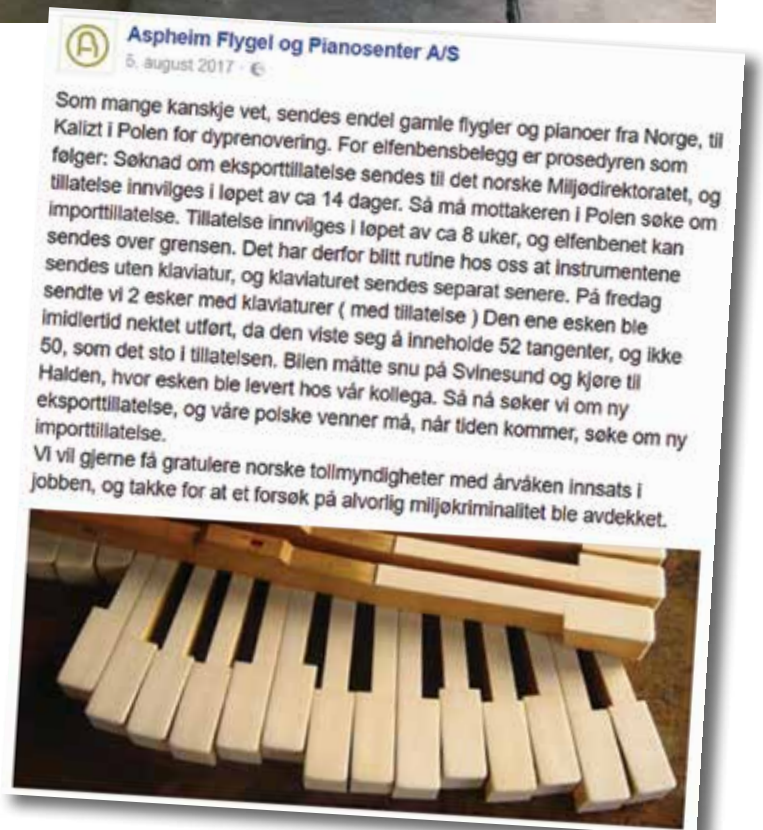 Aspheim Flygel og Pianosenter A/S
5. august 2017 ·
Som mange kanskje vet, sendes endel gamle flygler og pianoer fra Norge, til
Kalizt i Polen for dyprenovering. For elfenbensbelegg er prosedyren som
følger: Søknad om eksporttillatelse sendes til det norske Miljødirektoratet, og
tillatelse innvilges i løpet av ca 14 dager. Så må mottakeren i Polen søke om
importtillatelse. Tillatelse innvilges i løpet av ca 8 uker, og elfenbenet kan
sendes over grensen. Det har derfor blitt rutine hos oss at instrumentene
sendes uten klaviatur, og klaviaturet sendes separat senere. På fredag
sendte vi 2 esker med klaviaturer ( med tillatelse ) Den ene esken ble
imidlertid nektet utført, da den viste seg å inneholde 52 tangenter, og ikke
50, som det sto i tillatelsen. Bilen måtte snu på Svinesund og kjøre til
Halden, hvor esken ble levert hos vår kollega. Så nå søker vi om ny
eksporttillatelse, og våre polske venner må, når tiden kommer, søke om ny
importtillatelse.
Vi vil gjerne få gratulere norske tollmyndigheter med årvåken innsats i
jobben, og takke for at et forsøk på alvorlig miljøkriminalitet ble avdekket.